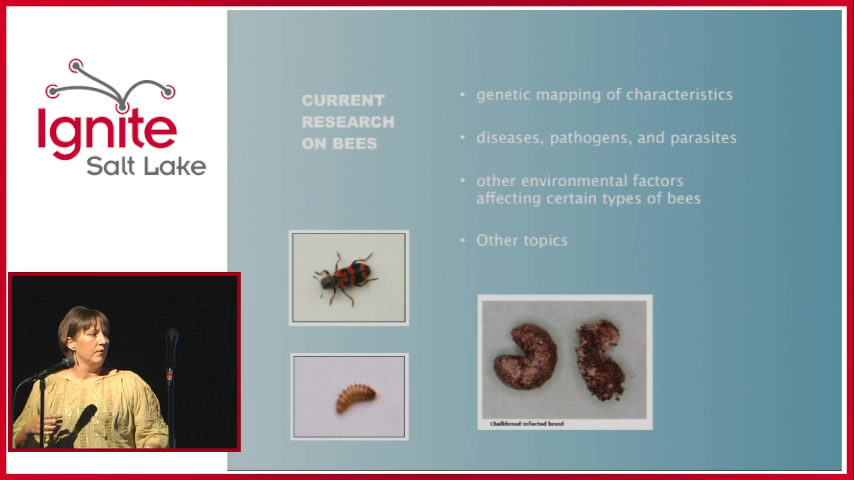 Ignite
Salt Lake
CURRENT
RESEARCH
ON BEES
• genetic mapping of characteristics
• diseases, pathogens, and parasites
• other environmental factors
affecting certain types of bees
• Other topics
Chalkbrood-infected brood